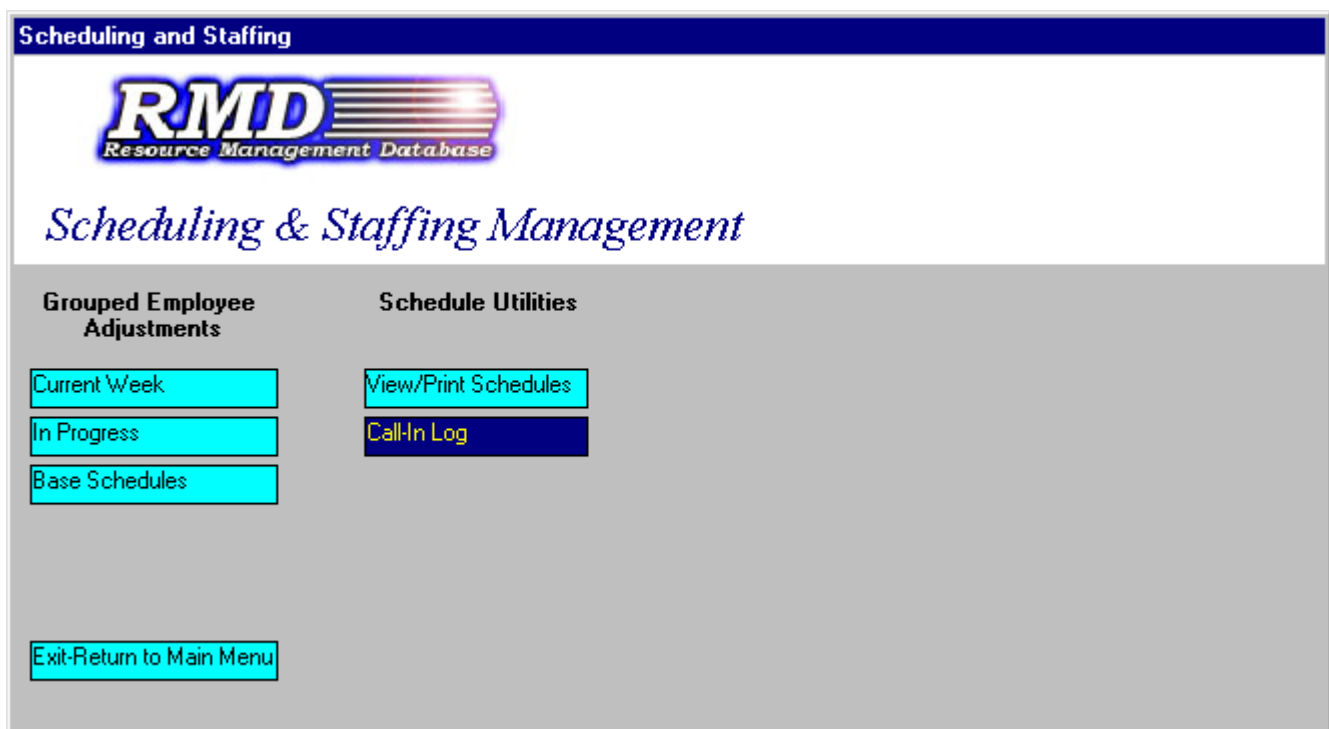 Scheduling and Staffing
RMD
Resource Management Database
Scheduling & Staffing Management
Grouped Employee
Adjustments
Schedule Utilities
Current Week
View/Print Schedules
In Progress
Call-In Log
Base Schedules
Exit-Return to Main Menu